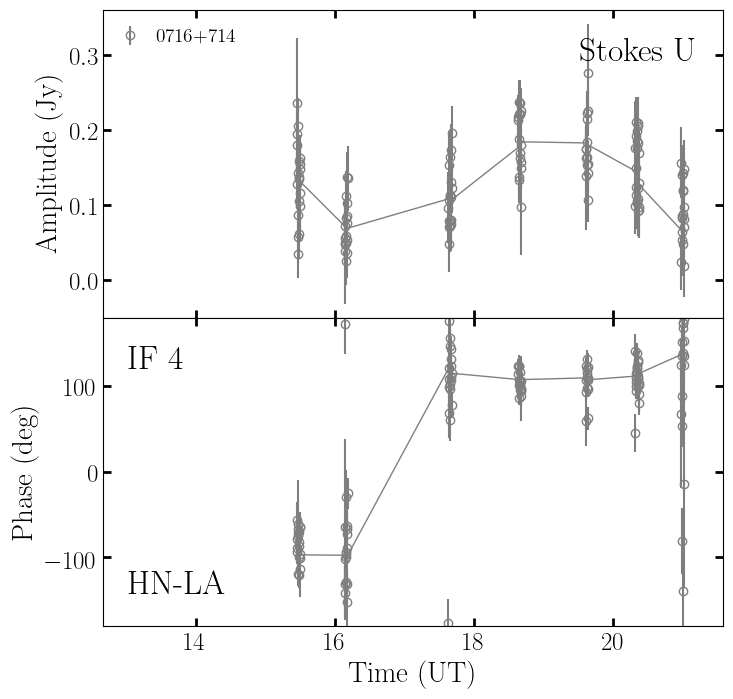 0716+714
Stokes U
0.3
0.2
0.1
0.0
Amplitude (Jy)
IF 4
100
0
−100
Phase (deg)
HN-LA
14 16 18 20
Time (UT)